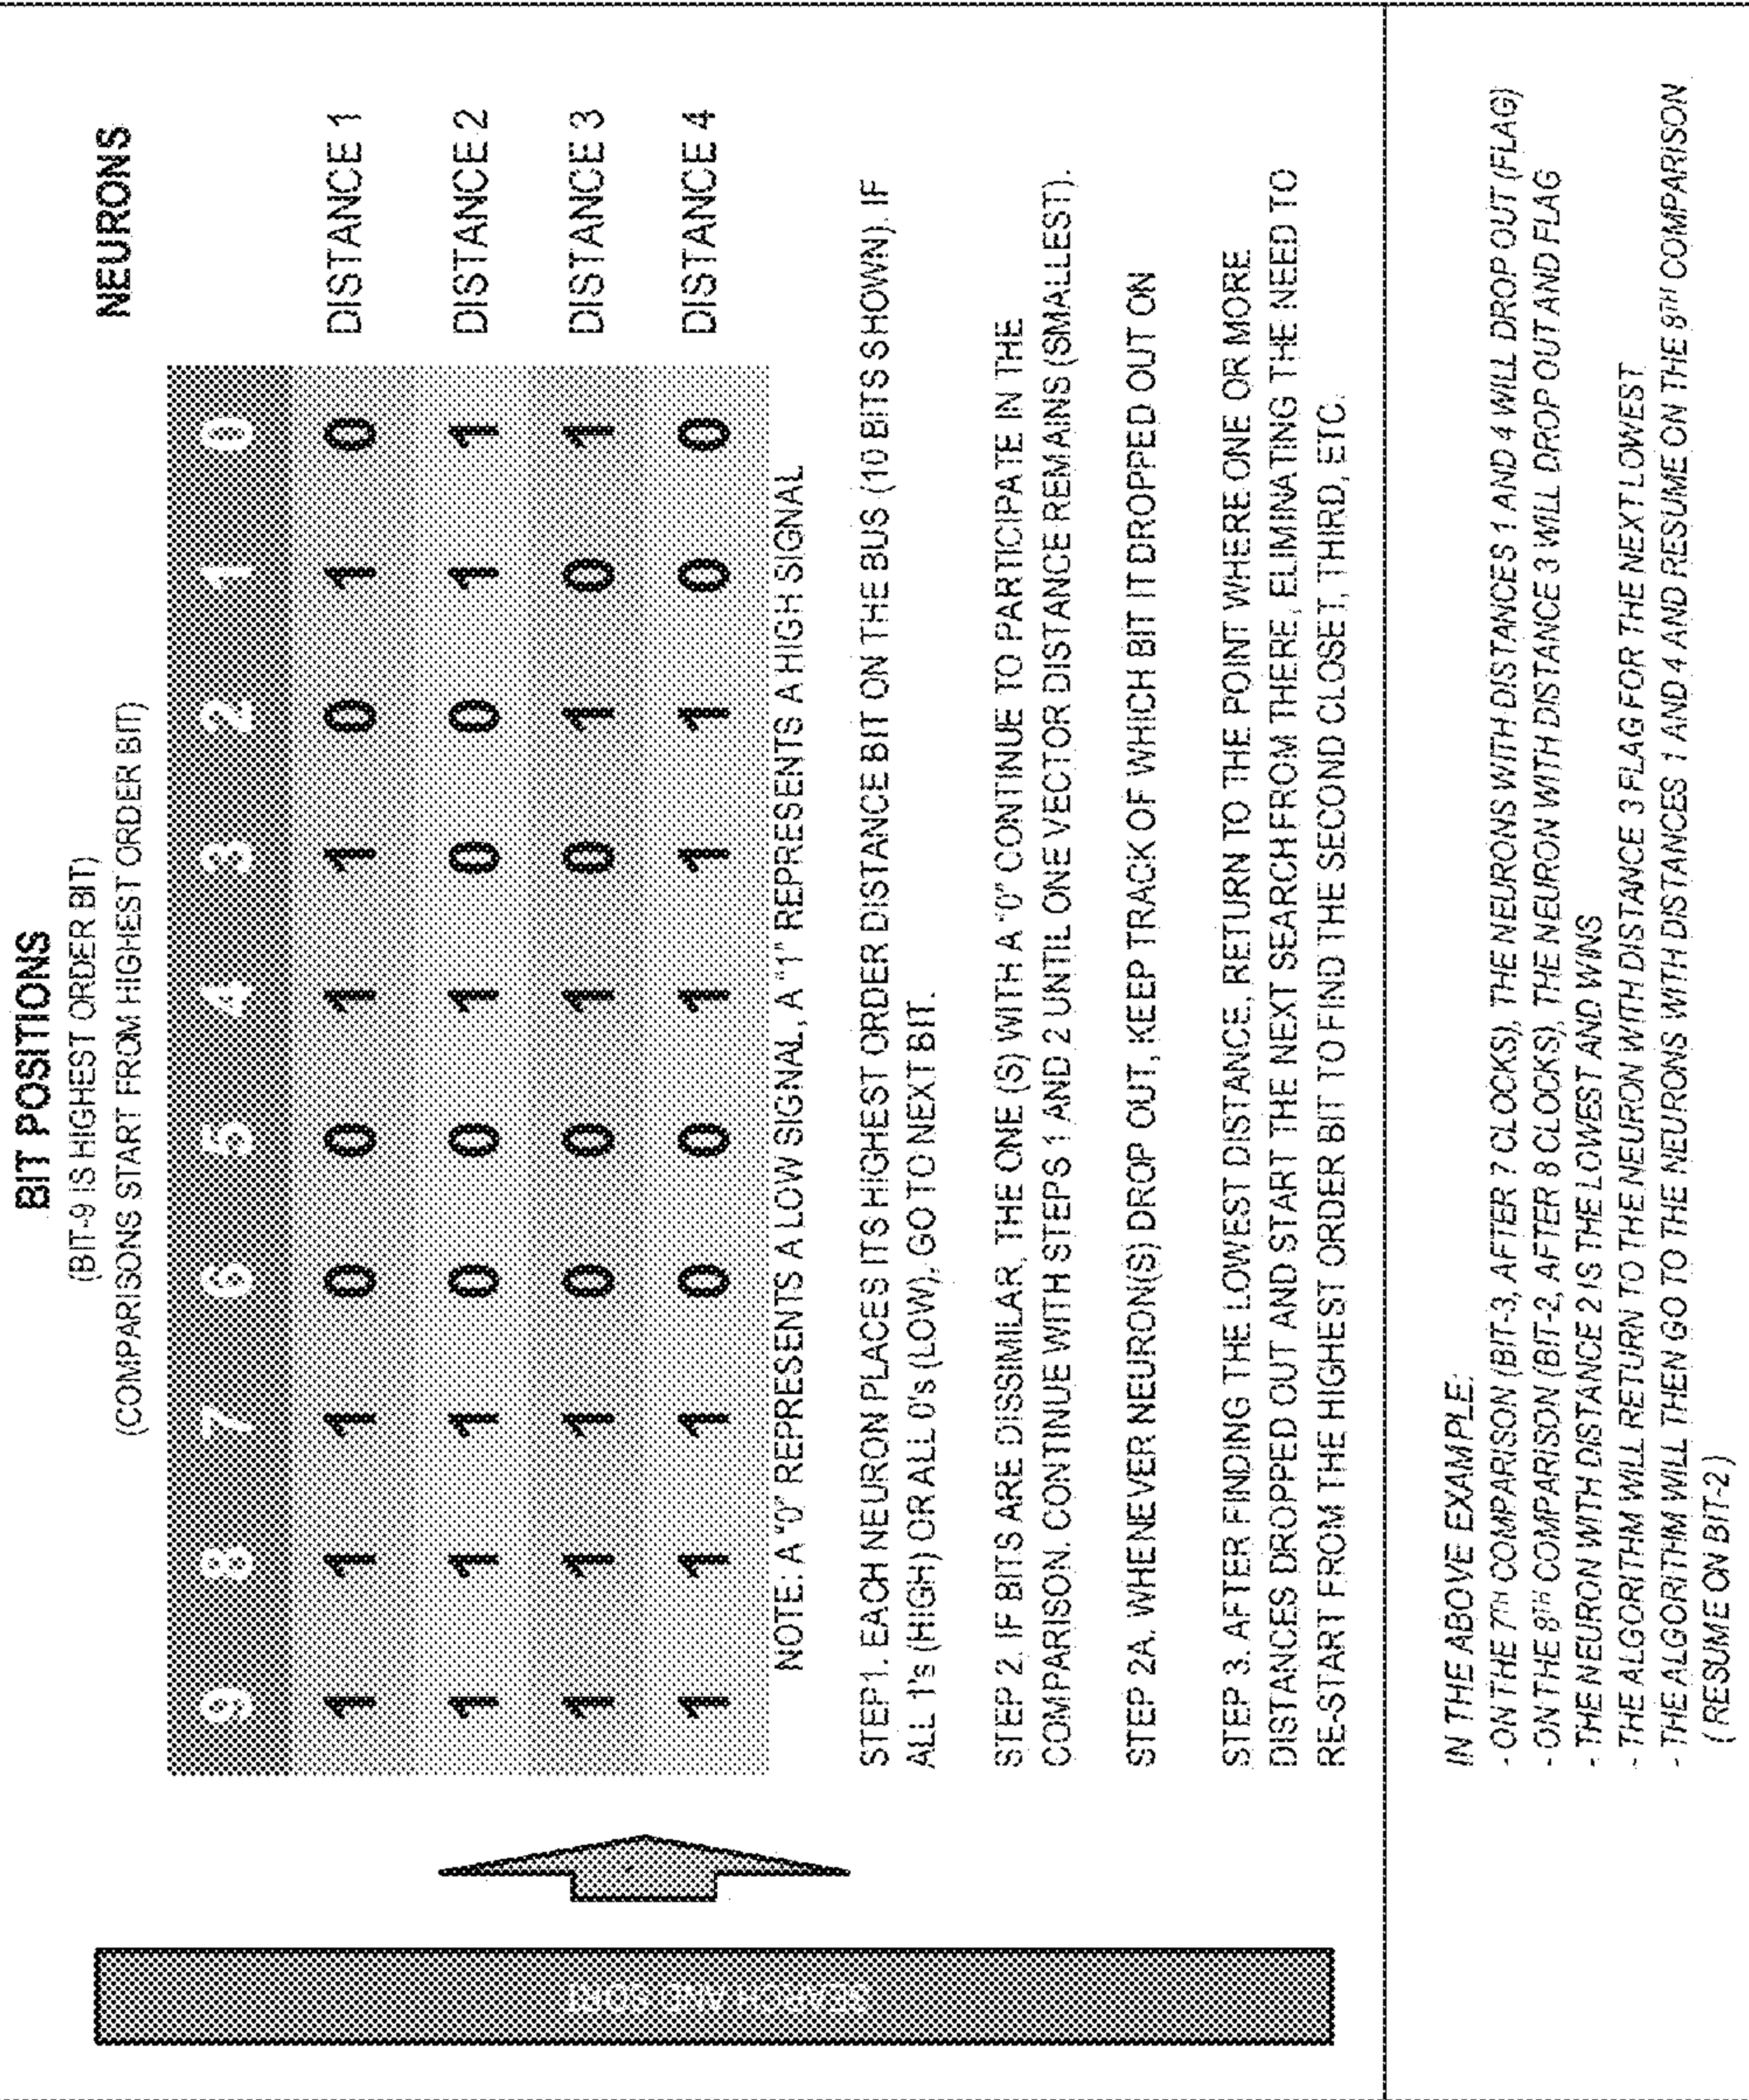 BIT POSITIONS
(BIT-9 IS HIGHEST ORDER BIT)
(COMPARISONS START FROM HIGHEST ORDER BIT)
NEURONS
9 8 7 6 5 4 3 2 1 0
1 1 1 0 0 1 1 0 1 0 DISTANCE 1
1 1 1 0 0 1 0 0 1 1 DISTANCE 2
1 1 1 0 0 1 0 1 0 1 DISTANCE 3
1 1 1 0 0 1 1 1 0 0 DISTANCE 4
NOTE: A "0" REPRESENTS A LOW SIGNAL, A "1" REPRESENTS A HIGH SIGNAL
STEP 1. EACH NEURON PLACES ITS HIGHEST ORDER DISTANCE BIT ON THE BUS (10 BITS SHOWN). IF
ALL 1's (HIGH) OR ALL 0's (LOW), GO TO NEXT BIT.
STEP 2. IF BITS ARE DISSIMILAR, THE ONE (S) WITH A "0" CONTINUE TO PARTICIPATE IN THE
COMPARISON. CONTINUE WITH STEPS 1 AND 2 UNTIL ONE VECTOR DISTANCE REMAINS (SMALLEST).
STEP 2A. WHENEVER NEURON(S) DROP OUT, KEEP TRACK OF WHICH BIT IT DROPPED OUT ON
STEP 3. AFTER FINDING THE LOWEST DISTANCE, RETURN TO THE POINT WHERE ONE OR MORE
DISTANCES DROPPED OUT AND START THE NEXT SEARCH FROM THERE, ELIMINATING THE NEED TO
RE-START FROM THE HIGHEST ORDER BIT TO FIND THE SECOND CLOSET, THIRD, ETC.
SEARCH AND SORT
IN THE ABOVE EXAMPLE:
- ON THE 7TH COMPARISON (BIT-3, AFTER 7 CLOCKS), THE NEURONS WITH DISTANCES 1 AND 4 WILL DROP OUT (FLAG)
- ON THE 8TH COMPARISON (BIT-2, AFTER 8 CLOCKS), THE NEURON WITH DISTANCE 3 WILL DROP OUT AND FLAG
- THE NEURON WITH DISTANCE 2 IS THE LOWEST AND WINS
- THE ALGORITHM WILL RETURN TO THE NEURON WITH DISTANCE 3 FLAG FOR THE NEXT LOWEST
- THE ALGORITHM WILL THEN GO TO THE NEURONS WITH DISTANCES 1 AND 4 AND RESUME ON THE 8TH COMPARISON
( RESUME ON BIT-2 )